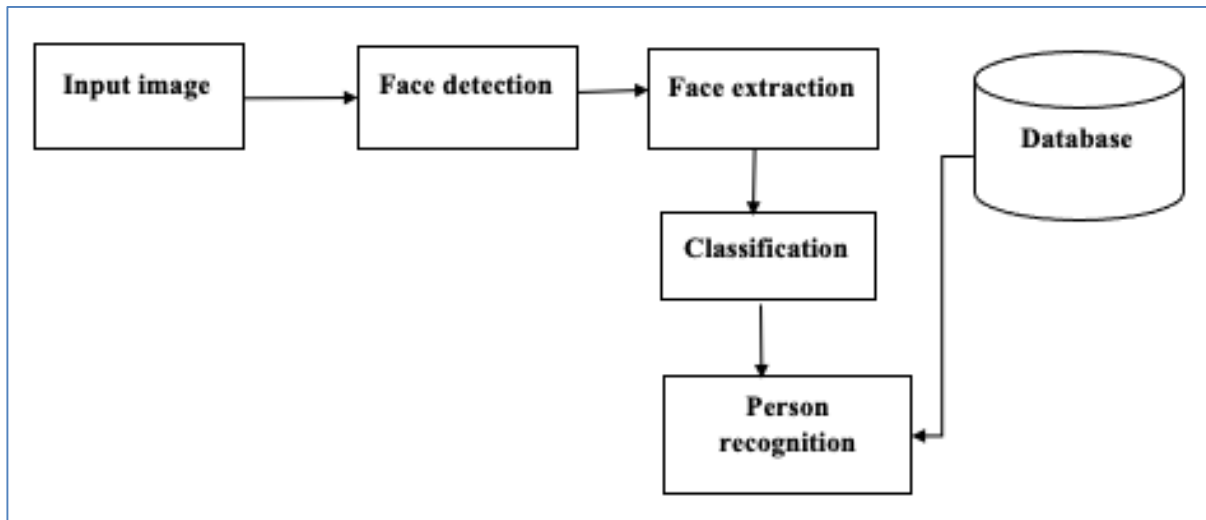 Input image
Face detection
Face extraction
Database
Classification
Person
recognition